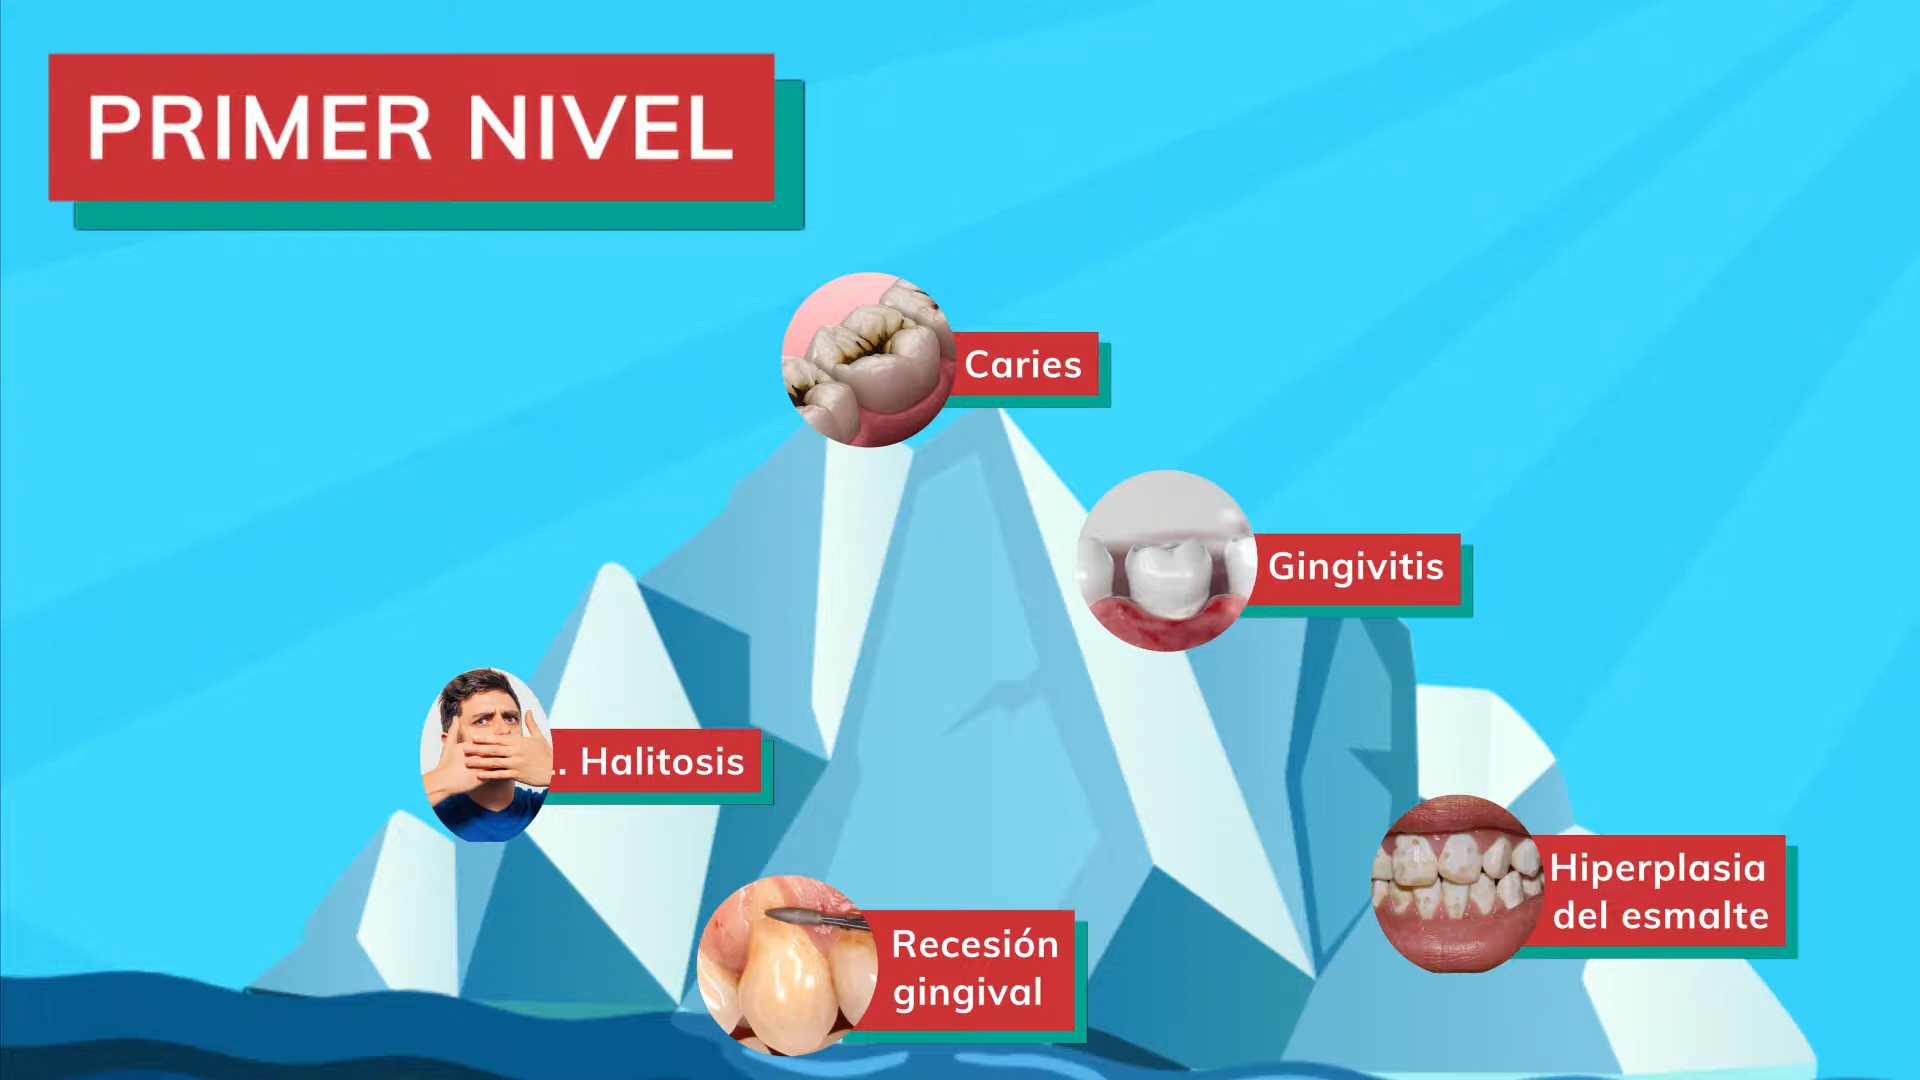 PRIMER NIVEL
Caries
Gingivitis
. Halitosis
Hiperplasia
del esmalte
Recesión
gingival